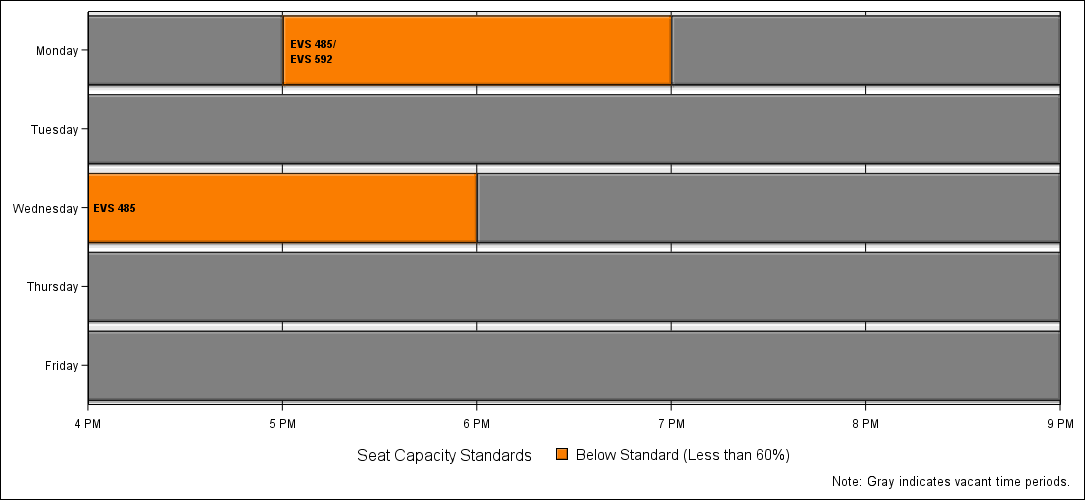 Monday
EVS 485/
EVS 592
Tuesday
Wednesday
EVS 485
Thursday
Friday
4 PM 5 PM 6 PM 7 PM 8 PM 9 PM
Seat Capacity Standards Below Standard (Less than 60%)
Note: Gray indicates vacant time periods.